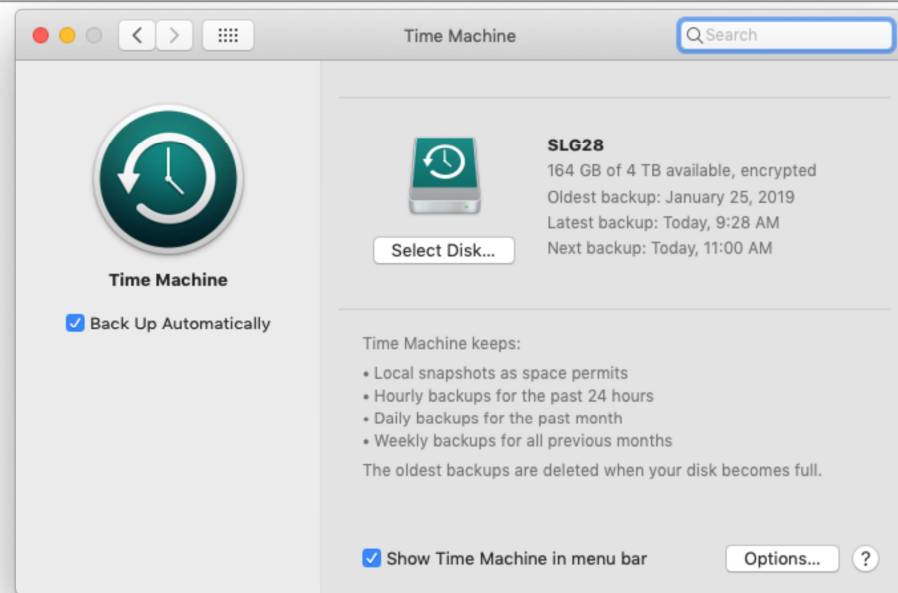 Time Machine
Search
Time Machine
Back Up Automatically
SLG28
164 GB of 4 TB available, encrypted
Oldest backup: January 25, 2019
Latest backup: Today, 9:28 AM
Next backup: Today, 11:00 AM
Select Disk...
Time Machine keeps:
• Local snapshots as space permits
• Hourly backups for the past 24 hours
• Daily backups for the past month
• Weekly backups for all previous months
The oldest backups are deleted when your disk becomes full.
Show Time Machine in menu bar
Options...
?